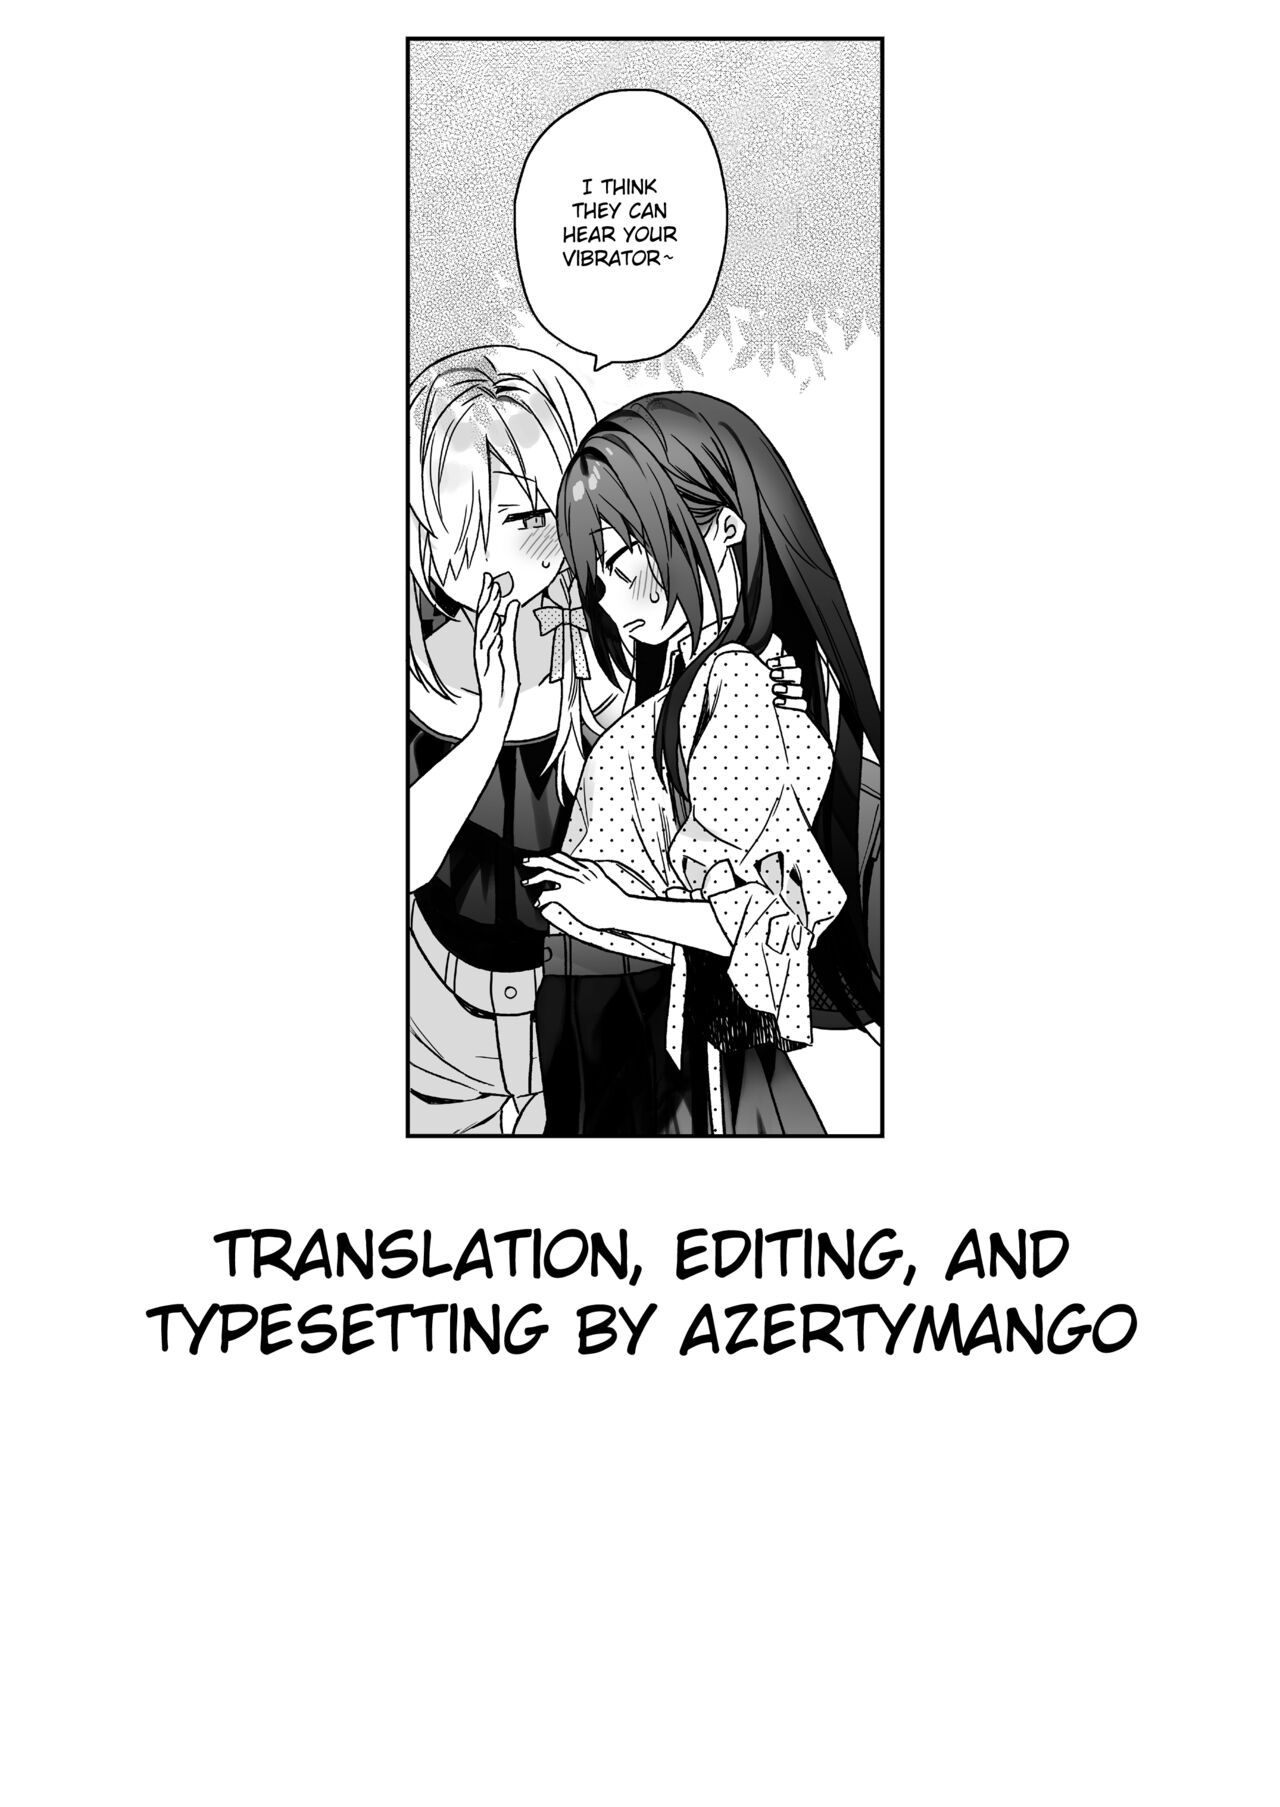 I THINK
THEY CAN
HEAR YOUR
VIBRATOR~
TRANSLATION, EDITING, AND
TYPESETTING BY AZERTYMANGO